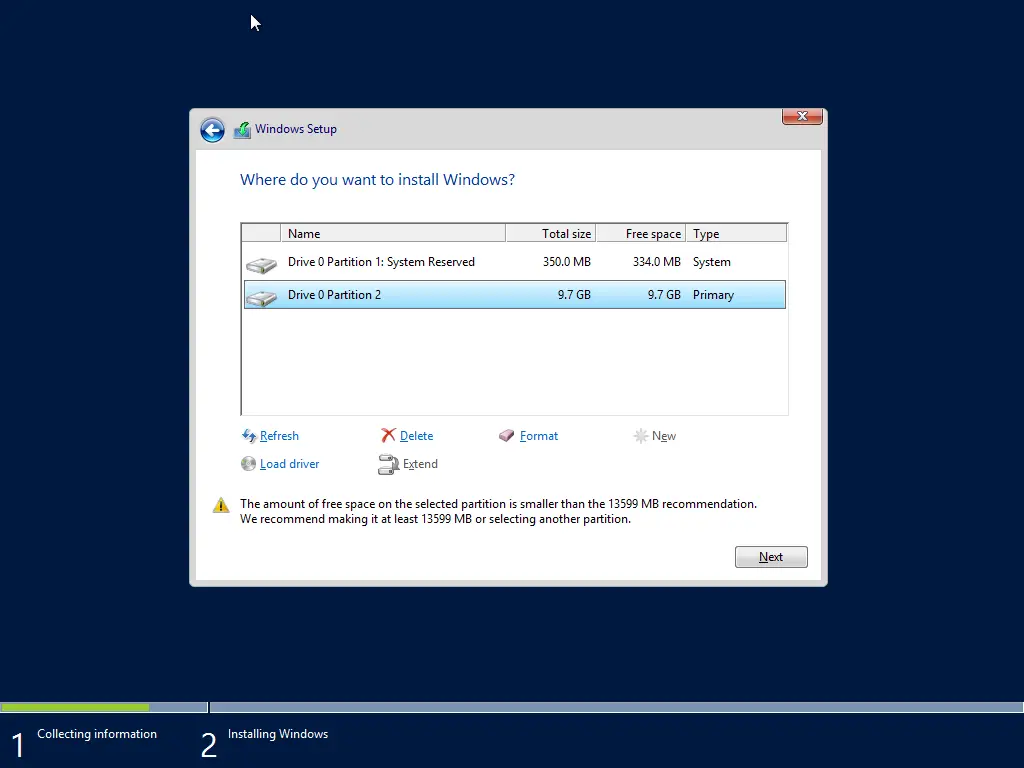 Windows Setup
Where do you want to install Windows?
Name Total size Free space Type
Drive 0 Partition 1: System Reserved 350.0 MB 334.0 MB System
Drive 0 Partition 2 9.7 GB 9.7 GB Primary
Refresh Delete Format New
Load driver Extend
The amount of free space on the selected partition is smaller than the 13599 MB recommendation.
We recommend making it at least 13599 MB or selecting another partition.
Next
1 Collecting information 2 Installing Windows